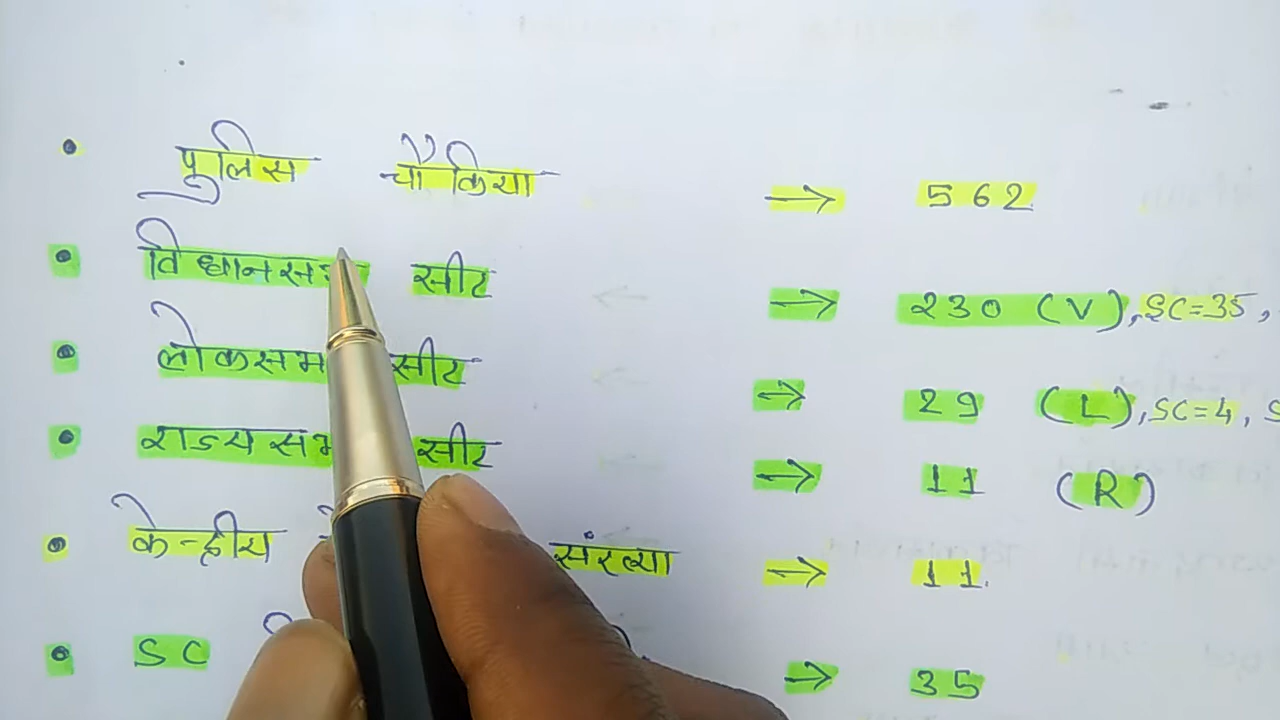 • पुलिस चौकिया → 562
• विधानसभा सीट → 230 (V), SC=35,
• लोकसभा सीट → 29 (L), SC=4, S
• राज्यसभा सीट → 11 (R)
• केन्द्रीय संख्या → 11.
• SC → 35